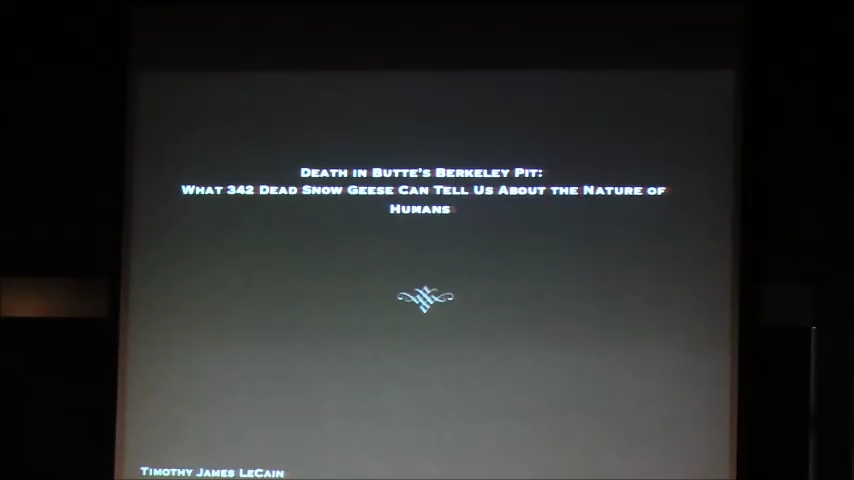 Death in Butte's Berkeley Pit:
What 342 Dead Snow Geese Can Tell Us About the Nature of
Humans
Timothy James LeCain